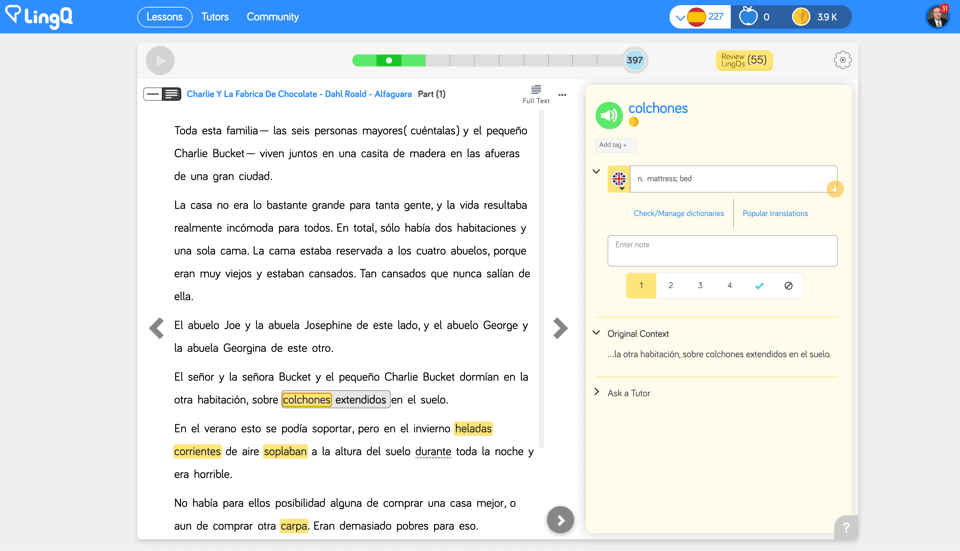 LingQ
Lessons
Tutors
Community
227
0
3.9 K
31
397
Review
LingQs (55)
Charlie Y La Fabrica De Chocolate - Dahl Roald - Alfaguara Part (1)
Full Text
Toda esta familia— las seis personas mayores( cuéntalas) y el pequeño
Charlie Bucket— viven juntos en una casita de madera en las afueras
de una gran ciudad.
La casa no era lo bastante grande para tanta gente, y la vida resultaba
realmente incómoda para todos. En total, sólo había dos habitaciones y
una sola cama. La cama estaba reservada a los cuatro abuelos, porque
eran muy viejos y estaban cansados. Tan cansados que nunca salían de
ella.
El abuelo Joe y la abuela Josephine de este lado, y el abuelo George y
la abuela Georgina de este otro.
El señor y la señora Bucket y el pequeño Charlie Bucket dormían en la
otra habitación, sobre colchones extendidos en el suelo.
En el verano esto se podía soportar, pero en el invierno heladas
corrientes de aire soplaban a la altura del suelo durante toda la noche y
era horrible.
No había para ellos posibilidad alguna de comprar una casa mejor, o
aun de comprar otra carpa. Eran demasiado pobres para eso.
colchones
Add tag +
n. mattress; bed
Check/Manage dictionaries
Popular translations
Enter note
1 2 3 4
Original Context
...la otra habitación, sobre colchones extendidos en el suelo.
Ask a Tutor
?